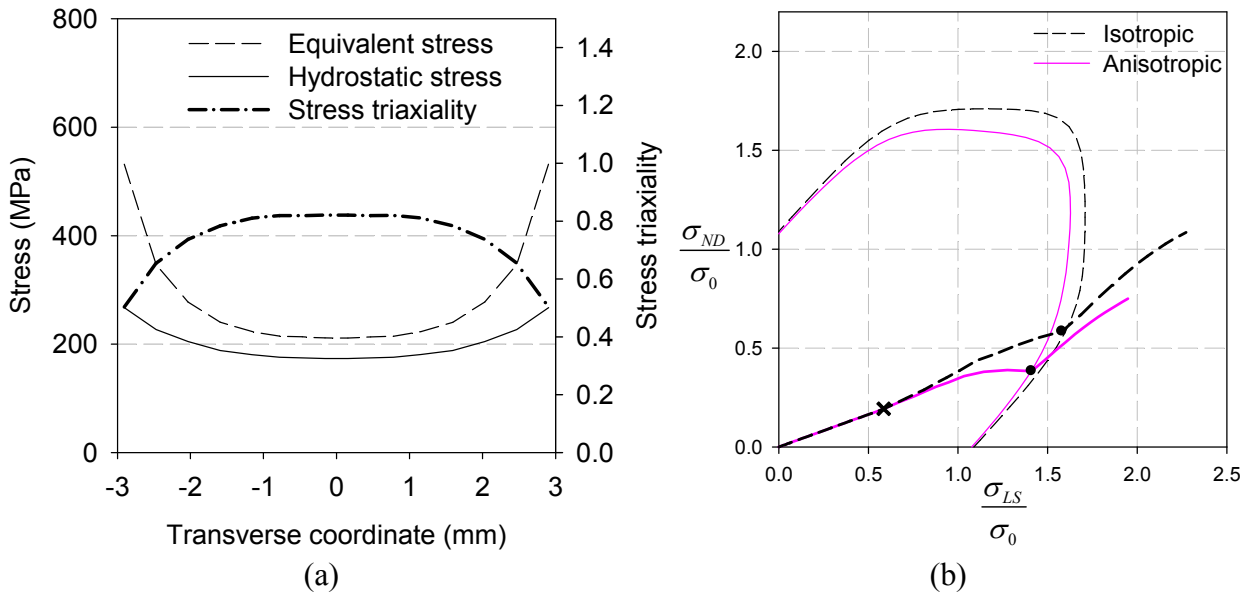 800
600
400
200
0
Stress (MPa)
Equivalent stress
Hydrostatic stress
Stress triaxiality
1.4
1.2
1.0
0.8
0.6
0.4
0.2
0.0
Stress triaxiality
-3 -2 -1 0 1 2 3
Transverse coordinate (mm)
(a)
2.0
1.5
1.0
0.5
0.0
σ_ND
σ_0
Isotropic
Anisotropic
0.0 0.5 1.0 1.5 2.0 2.5
σ_LS
σ_0
(b)